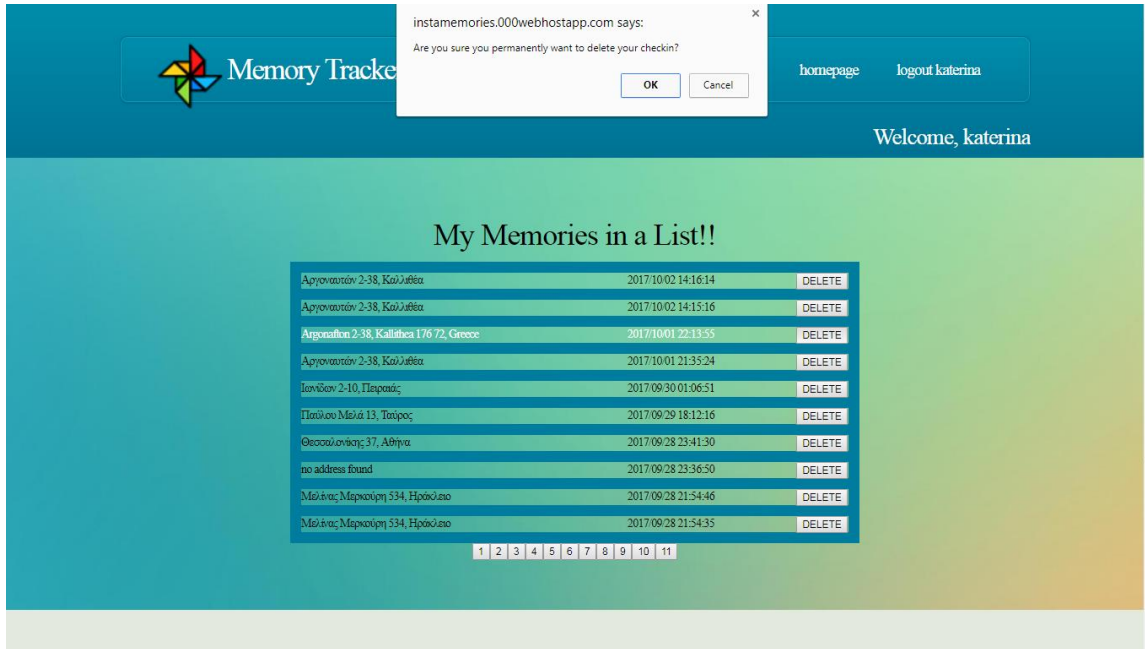 instamemories.000webhostapp.com says:
Are you sure you permanently want to delete your checkin?
OK Cancel
Memory Tracke
homepage logout katerina
Welcome, katerina
My Memories in a List!!
Αργοναυτών 2-38, Καλλιθέα 2017/10/02 14:16:14 DELETE
Αργοναυτών 2-38, Καλλιθέα 2017/10/02 14:15:16 DELETE
Argonafton 2-38, Kallithea 176 72, Greece 2017/10/01 22:13:55 DELETE
Αργοναυτών 2-38, Καλλιθέα 2017/10/01 21:35:24 DELETE
Ιωνίδων 2-10, Πειραιάς 2017/09/30 01:06:51 DELETE
Παύλου Μελά 13, Ταύρος 2017/09/29 18:12:16 DELETE
Θεσσαλονίκης 37, Αθήνα 2017/09/28 23:41:30 DELETE
no address found 2017/09/28 23:36:50 DELETE
Μελίνας Μερκούρη 534, Ηράκλειο 2017/09/28 21:54:46 DELETE
Μελίνας Μερκούρη 534, Ηράκλειο 2017/09/28 21:54:35 DELETE
1 2 3 4 5 6 7 8 9 10 11